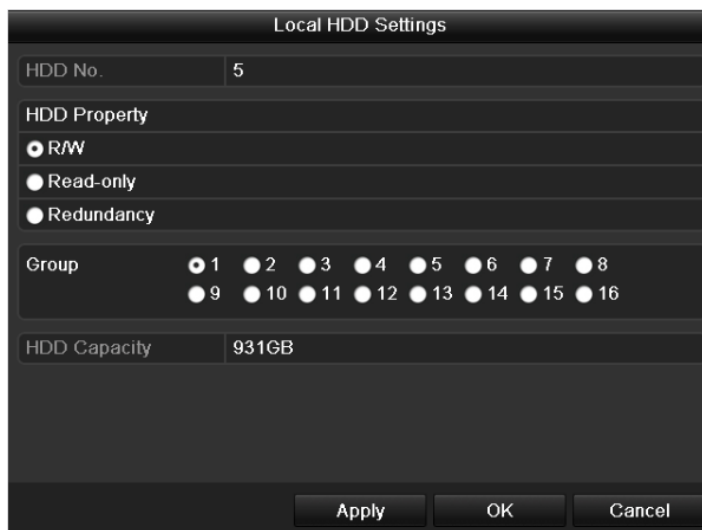 Local HDD Settings
HDD No. 5
HDD Property
R/W
Read-only
Redundancy
Group 1 2 3 4 5 6 7 8
9 10 11 12 13 14 15 16
HDD Capacity 931GB
Apply OK Cancel